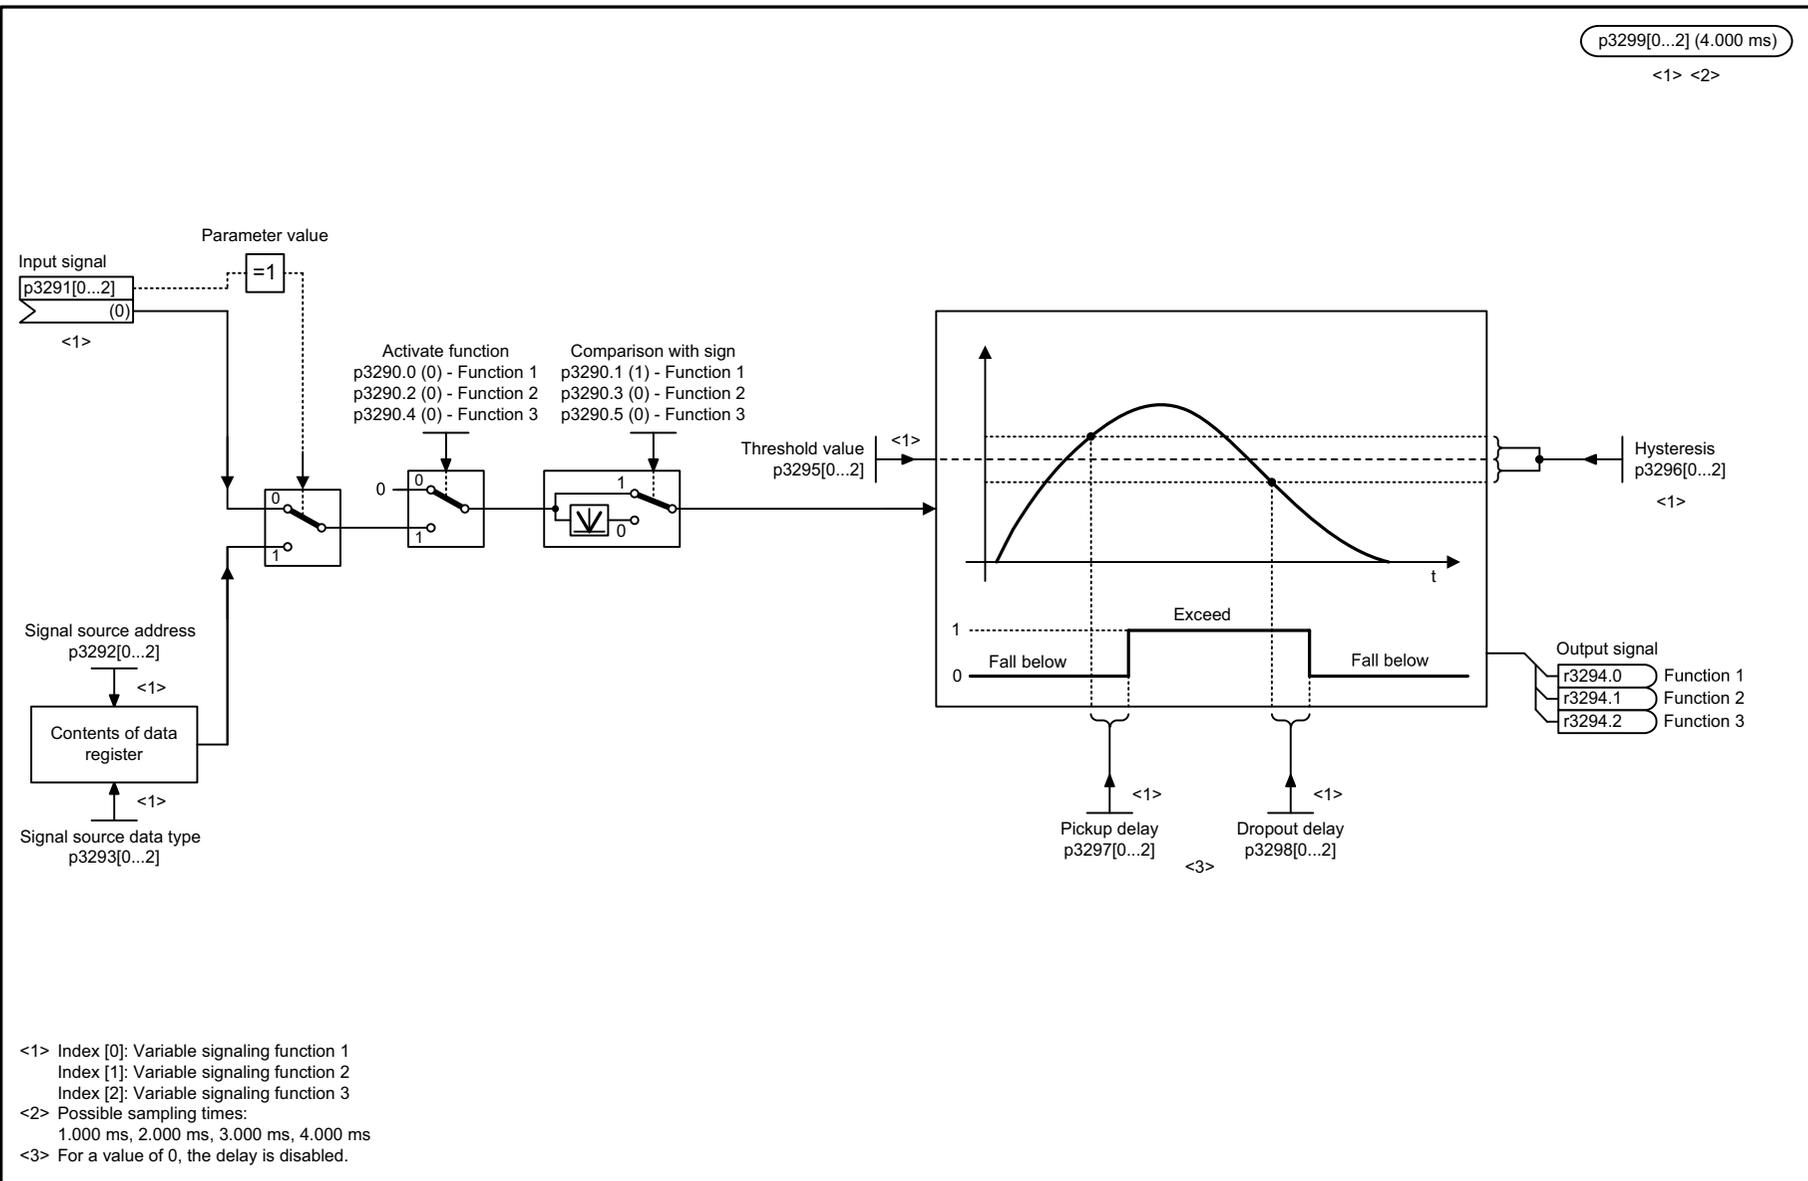 p3299[0...2] (4.000 ms)
<1> <2>
Parameter value
=1
Input signal
p3291[0...2]
(0)
<1>
Activate function
p3290.0 (0) - Function 1
p3290.2 (0) - Function 2
p3290.4 (0) - Function 3
Comparison with sign
p3290.1 (1) - Function 1
p3290.3 (0) - Function 2
p3290.5 (0) - Function 3
Threshold value
p3295[0...2]
<1>
Hysteresis
p3296[0...2]
<1>
0
1
0
0
1
1
0
t
Exceed
1
0
Fall below
Fall below
Output signal
r3294.0 Function 1
r3294.1 Function 2
r3294.2 Function 3
Signal source address
p3292[0...2]
<1>
Contents of data
register
<1>
Signal source data type
p3293[0...2]
<1>
Pickup delay
p3297[0...2]
<1>
Dropout delay
p3298[0...2]
<3>
<1> Index [0]: Variable signaling function 1
Index [1]: Variable signaling function 2
Index [2]: Variable signaling function 3
<2> Possible sampling times:
1.000 ms, 2.000 ms, 3.000 ms, 4.000 ms
<3> For a value of 0, the delay is disabled.